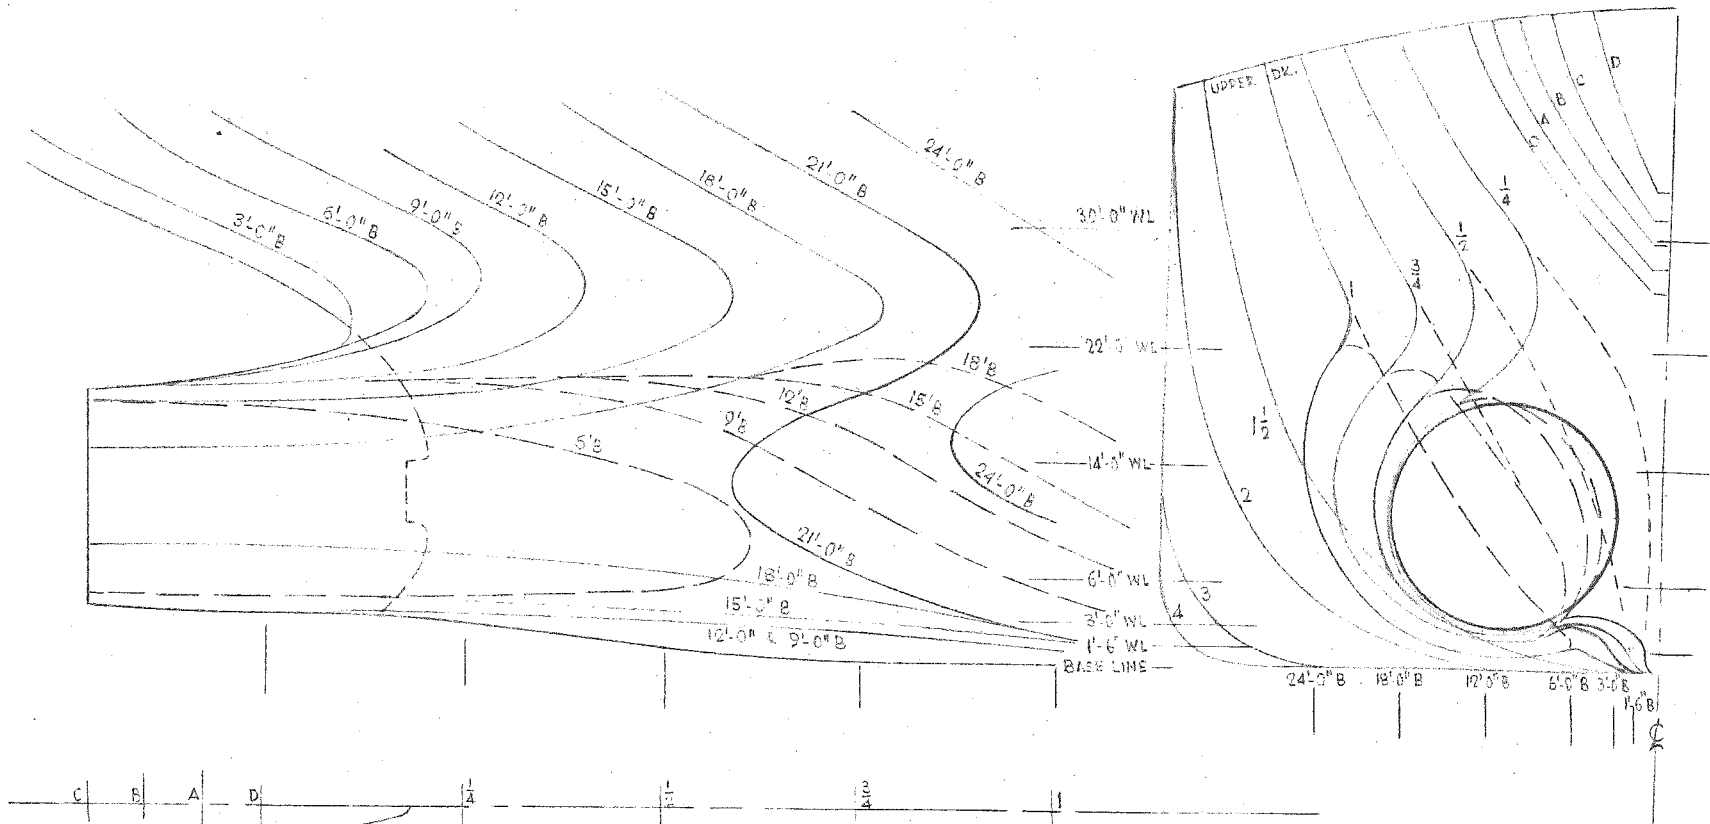 3'-0" B
6'-0" B
9'-0" B
12'-0" B
15'-0" B
18'-0" B
21'-0" B
24'-0" B
30'-0" WL
22'-0" WL
18' B
15' B
12' B
9' B
24'-0" B
14'-0" WL
21'-0" B
18'-0" B
15'-0" B
12'-0" & 9'-0" B
6'-0" WL
3'-0" WL
1'-6" WL
BASE LINE
UPPER DK.
D
C
B
A
1/4
1/2
3/4
1
1 1/2
2
3
4
24'-0" B
18'-0" B
12'-0" B
6'-0" B
3'-0" B
1'-6" B
℄
C
B
A
1/4
1/2
3/4
1